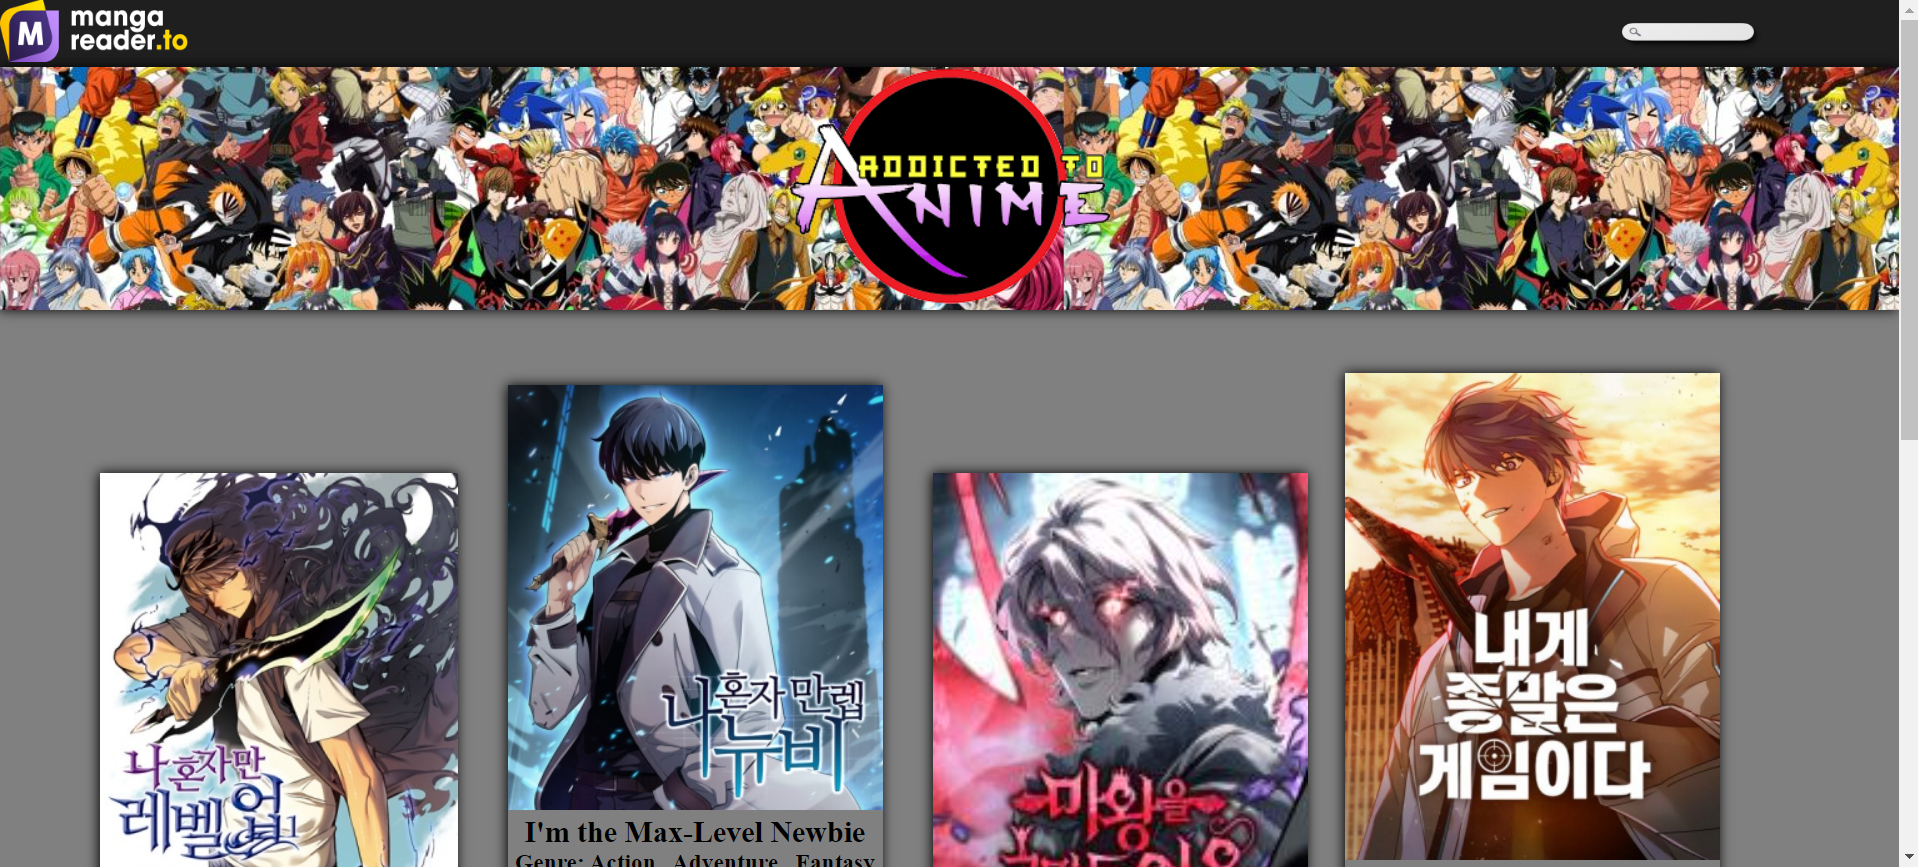 M manga
reader.to
ADDICTED TO
ANIME
나 혼자만
레벨업
나 혼자 만렙
뉴비
I'm the Max-Level Newbie
Genre: Action Adventure Fantasy
마왕을
내게
종말은
게임이다